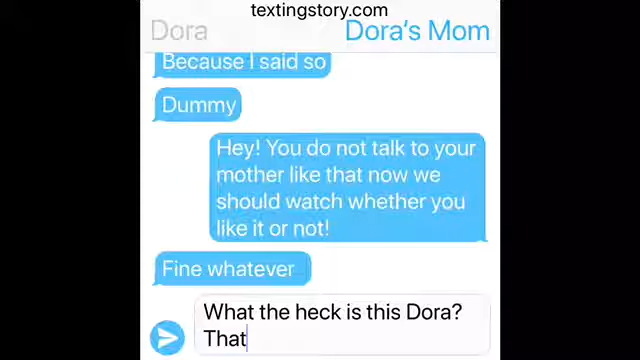 textingstory.com
Dora
Dora's Mom
Because I said so
Dummy
Hey! You do not talk to your
mother like that now we
should watch whether you
like it or not!
Fine whatever
What the heck is this Dora?
That